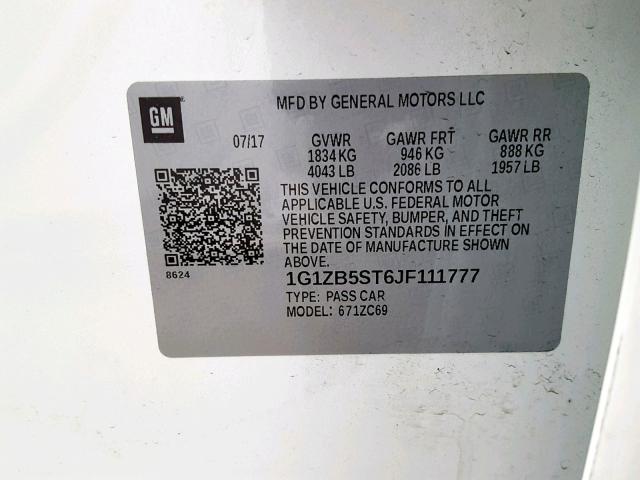 GM
MFD BY GENERAL MOTORS LLC
07/17 GVWR GAWR FRT GAWR RR
1834 KG 946 KG 888 KG
4043 LB 2086 LB 1957 LB
THIS VEHICLE CONFORMS TO ALL
APPLICABLE U.S. FEDERAL MOTOR
VEHICLE SAFETY, BUMPER, AND THEFT
PREVENTION STANDARDS IN EFFECT ON
THE DATE OF MANUFACTURE SHOWN
ABOVE.
8624
1G1ZB5ST6JF111777
TYPE: PASS CAR
MODEL: 671ZC69